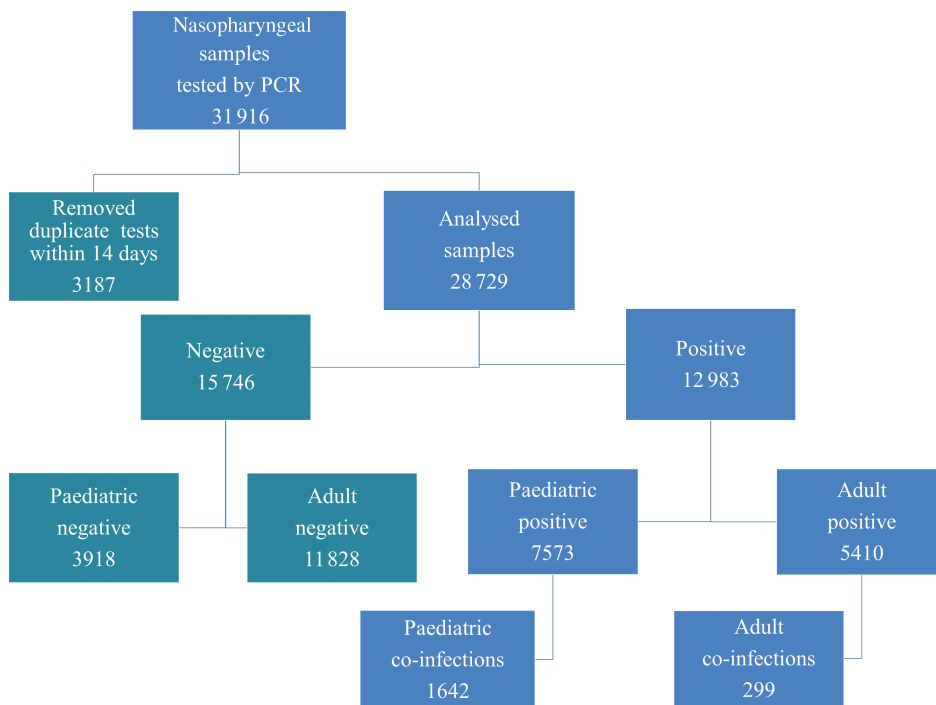 Nasopharyngeal
samples
tested by PCR
31 916
Removed
duplicate tests
within 14 days
3187
Analysed
samples
28 729
Negative
15 746
Positive
12 983
Paediatric
negative
3918
Adult
negative
11 828
Paediatric
positive
7573
Adult
positive
5410
Paediatric
co-infections
1642
Adult
co-infections
299